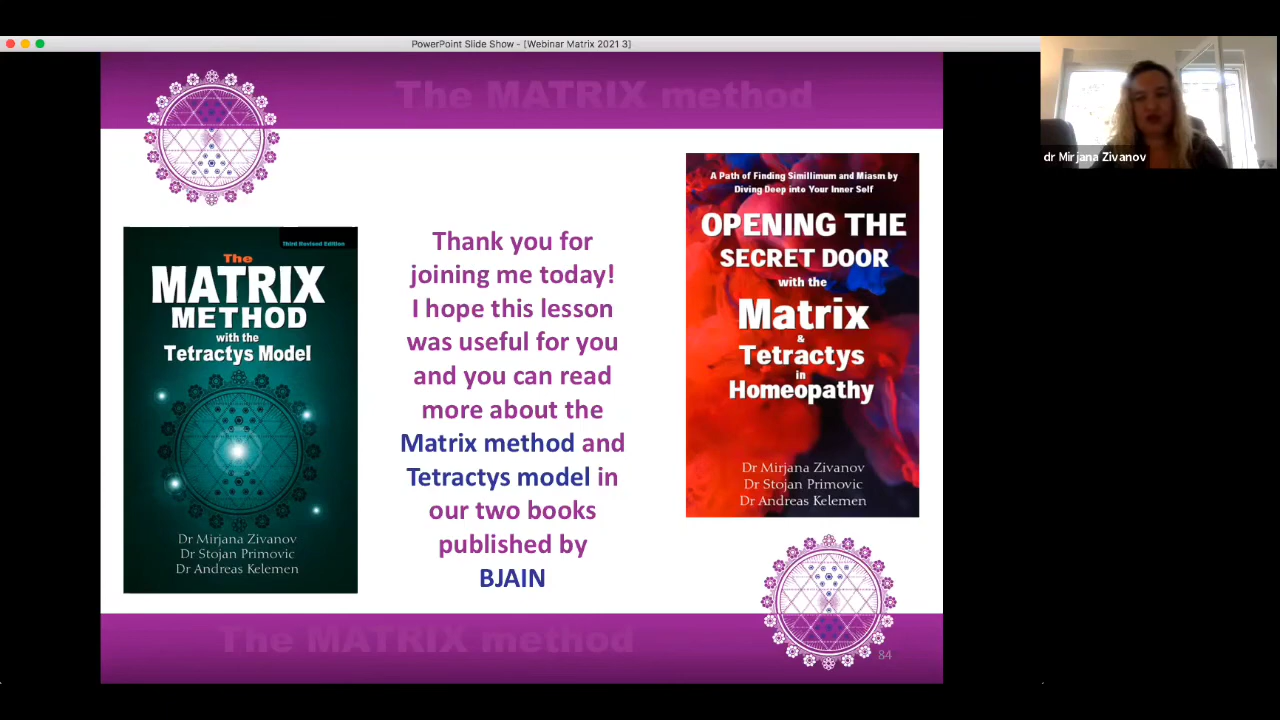 PowerPoint Slide Show - [Webinar Matrix 2021 3]
The MATRIX method
dr Mirjana Zivanov
Third Revised Edition
The
MATRIX
METHOD
with the
Tetractys Model
Dr Mirjana Zivanov
Dr Stojan Primovic
Dr Andreas Kelemen
Thank you for
joining me today!
I hope this lesson
was useful for you
and you can read
more about the
Matrix method and
Tetractys model in
our two books
published by
BJAIN
A Path of Finding Simillimum and Miasm by
Diving Deep into Your Inner Self
OPENING THE
SECRET DOOR
with the
Matrix
&
Tetractys
in
Homeopathy
Dr Mirjana Zivanov
Dr Stojan Primovic
Dr Andreas Kelemen
The MATRIX method
84